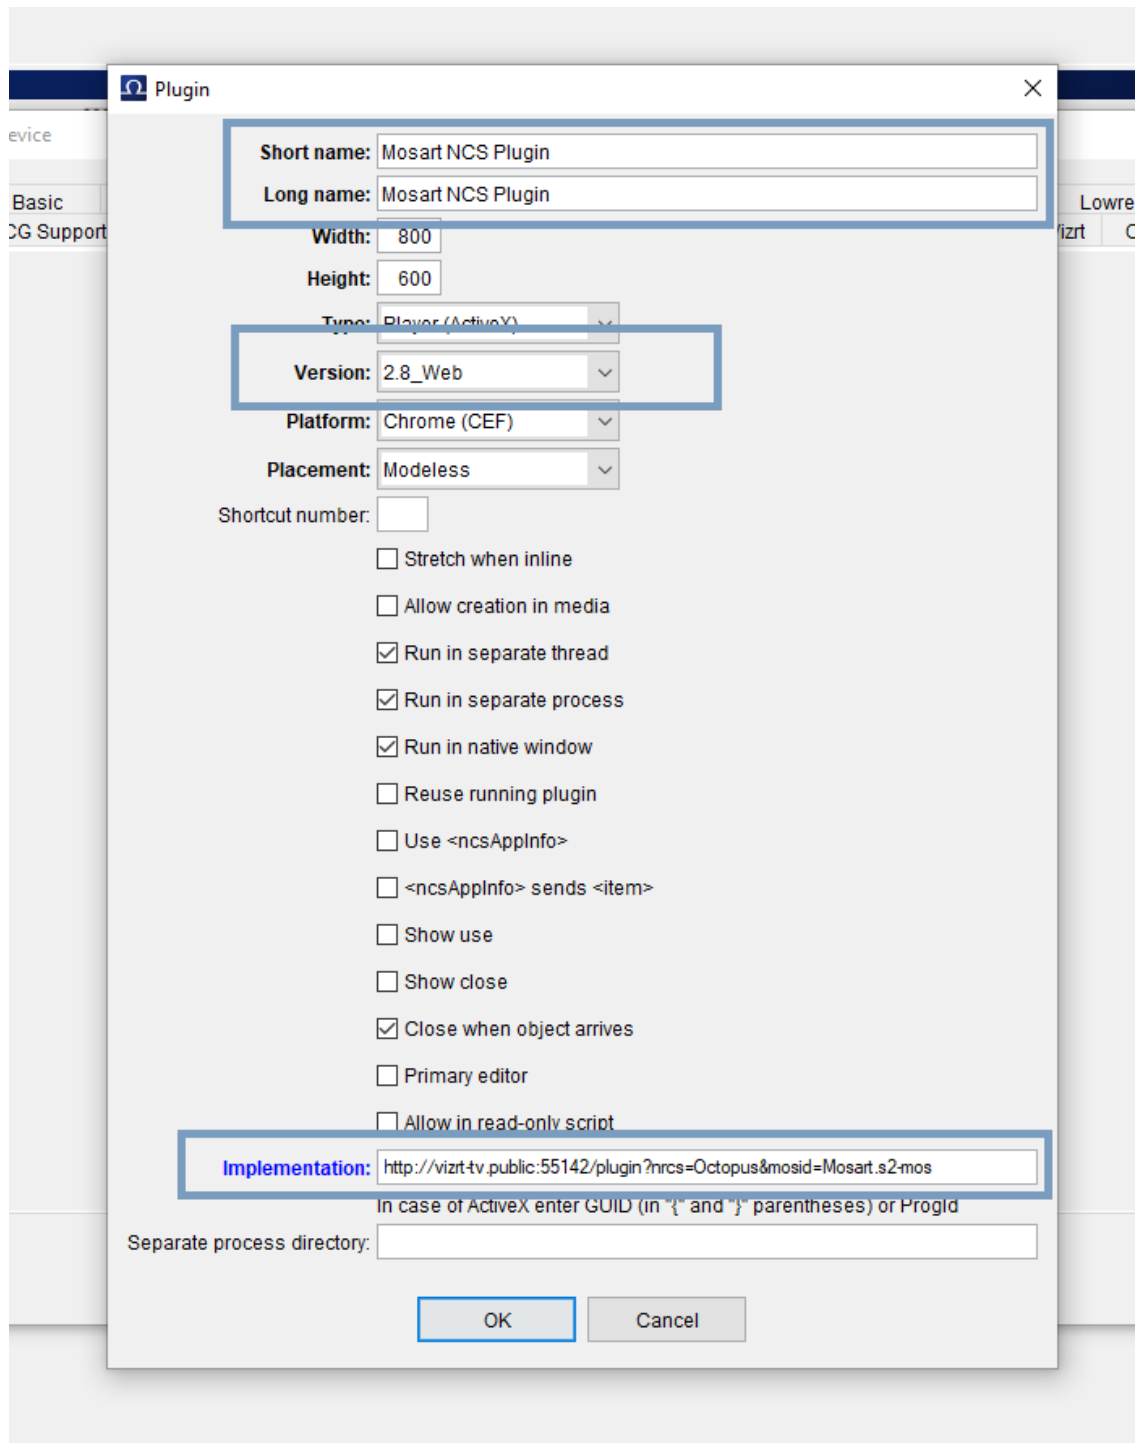 Plugin
evice
Short name: Mosart NCS Plugin
Long name: Mosart NCS Plugin
Basic
Lowre
CG Support
Vizrt
Width: 800
Height: 600
Type: Player (ActiveX)
Version: 2.8_Web
Platform: Chrome (CEF)
Placement: Modeless
Shortcut number:
Stretch when inline
Allow creation in media
Run in separate thread
Run in separate process
Run in native window
Reuse running plugin
Use <ncsAppInfo>
<ncsAppInfo> sends <item>
Show use
Show close
Close when object arrives
Primary editor
Allow in read-only script
Implementation: http://vizrt-tv.public:55142/plugin?nrcs=Octopus&mosid=Mosart.s2-mos
In case of ActiveX enter GUID (in "{" and "}" parentheses) or ProgId
Separate process directory:
OK
Cancel